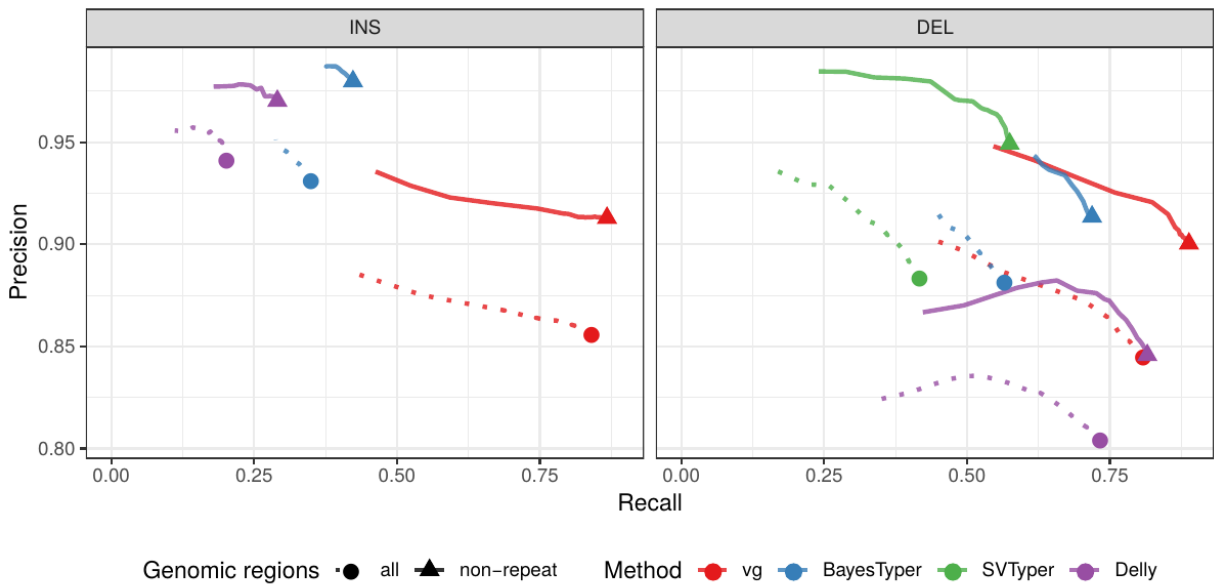 INS DEL
Precision
0.95
0.90
0.85
0.80
0.00 0.25 0.50 0.75 0.00 0.25 0.50 0.75
Recall
Genomic regions all non−repeat Method vg BayesTyper SVTyper Delly